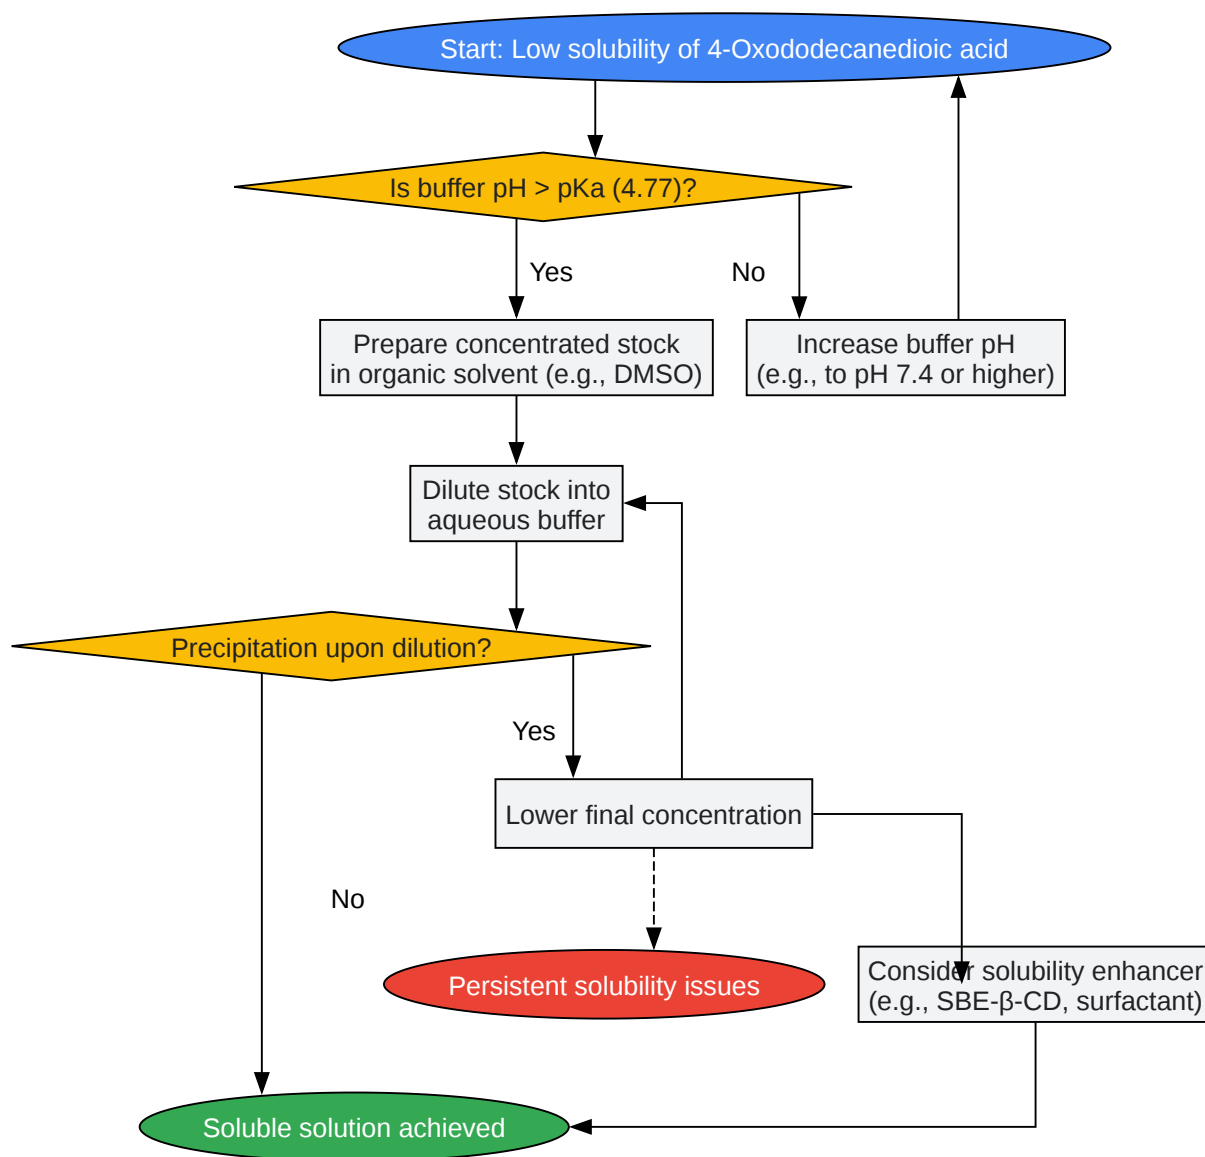 Start: Low solubility of 4-Oxododecanedioic acid
Is buffer pH > pKa (4.77)?
Yes
No
Prepare concentrated stock
in organic solvent (e.g., DMSO)
Increase buffer pH
(e.g., to pH 7.4 or higher)
Dilute stock into
aqueous buffer
Precipitation upon dilution?
Yes
Lower final concentration
No
Persistent solubility issues
Consider solubility enhancer
(e.g., SBE-β-CD, surfactant)
Soluble solution achieved